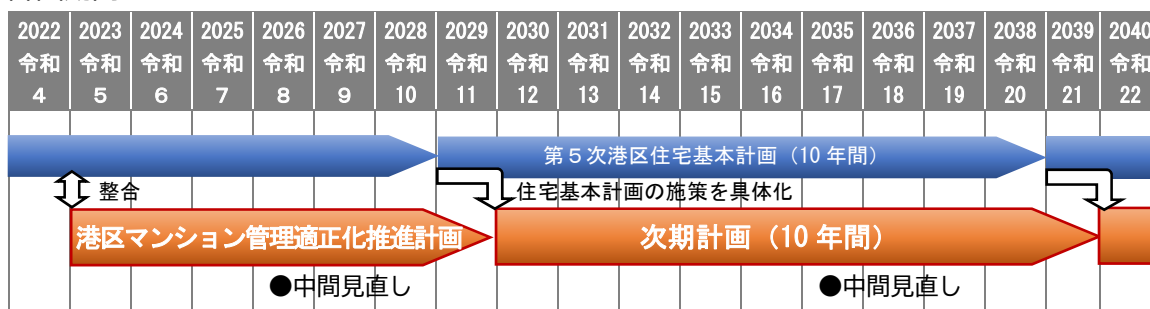 2022 2023 2024 2025 2026 2027 2028 2029 2030 2031 2032 2033 2034 2035 2036 2037 2038 2039 2040
令和 令和 令和 令和 令和 令和 令和 令和 令和 令和 令和 令和 令和 令和 令和 令和 令和 令和 令和
4 5 6 7 8 9 10 11 12 13 14 15 16 17 18 19 20 21 22
第5次港区住宅基本計画（10年間）
整合
住宅基本計画の施策を具体化
港区マンション管理適正化推進計画
次期計画（10年間）
●中間見直し
●中間見直し